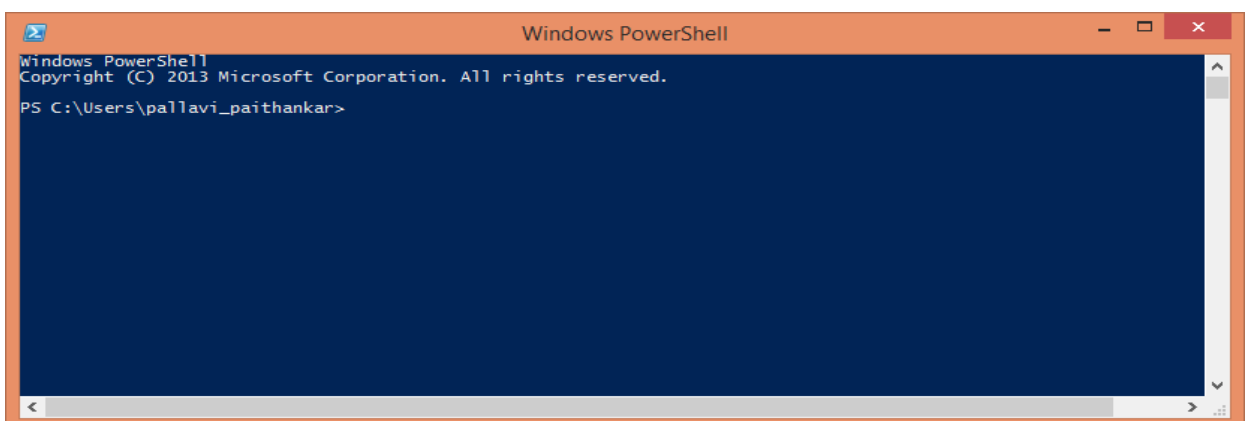 Windows PowerShell
Windows PowerShell
Copyright (C) 2013 Microsoft Corporation. All rights reserved.
PS C:\Users\pallavi_paithankar>